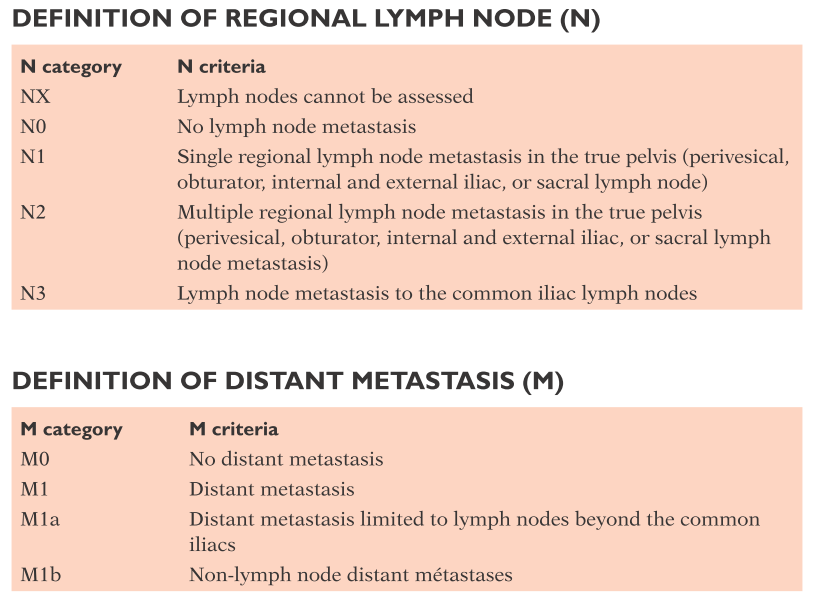 DEFINITION OF REGIONAL LYMPH NODE (N)
N category N criteria
NX Lymph nodes cannot be assessed
N0 No lymph node metastasis
N1 Single regional lymph node metastasis in the true pelvis (perivesical,
obturator, internal and external iliac, or sacral lymph node)
N2 Multiple regional lymph node metastasis in the true pelvis
(perivesical, obturator, internal and external iliac, or sacral lymph
node metastasis)
N3 Lymph node metastasis to the common iliac lymph nodes
DEFINITION OF DISTANT METASTASIS (M)
M category M criteria
M0 No distant metastasis
M1 Distant metastasis
M1a Distant metastasis limited to lymph nodes beyond the common
iliacs
M1b Non-lymph node distant métastases